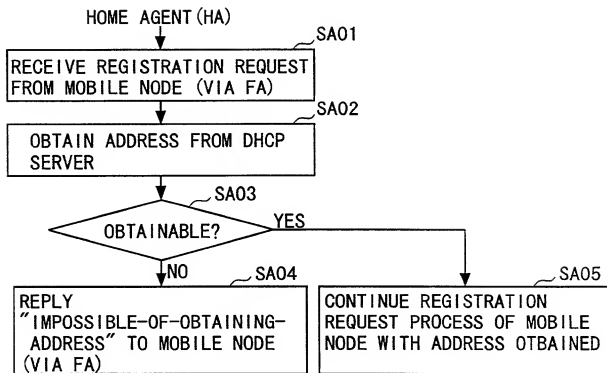 HOME AGENT(HA)
SA01
RECEIVE REGISTRATION REQUEST
FROM MOBILE NODE (VIA FA)
SA02
OBTAIN ADDRESS FROM DHCP
SERVER
SA03
OBTAINABLE?
YES
NO
SA04
REPLY
"IMPOSSIBLE-OF-OBTAINING-
ADDRESS" TO MOBILE NODE
(VIA FA)
SA05
CONTINUE REGISTRATION
REQUEST PROCESS OF MOBILE
NODE WITH ADDRESS OTBAINED